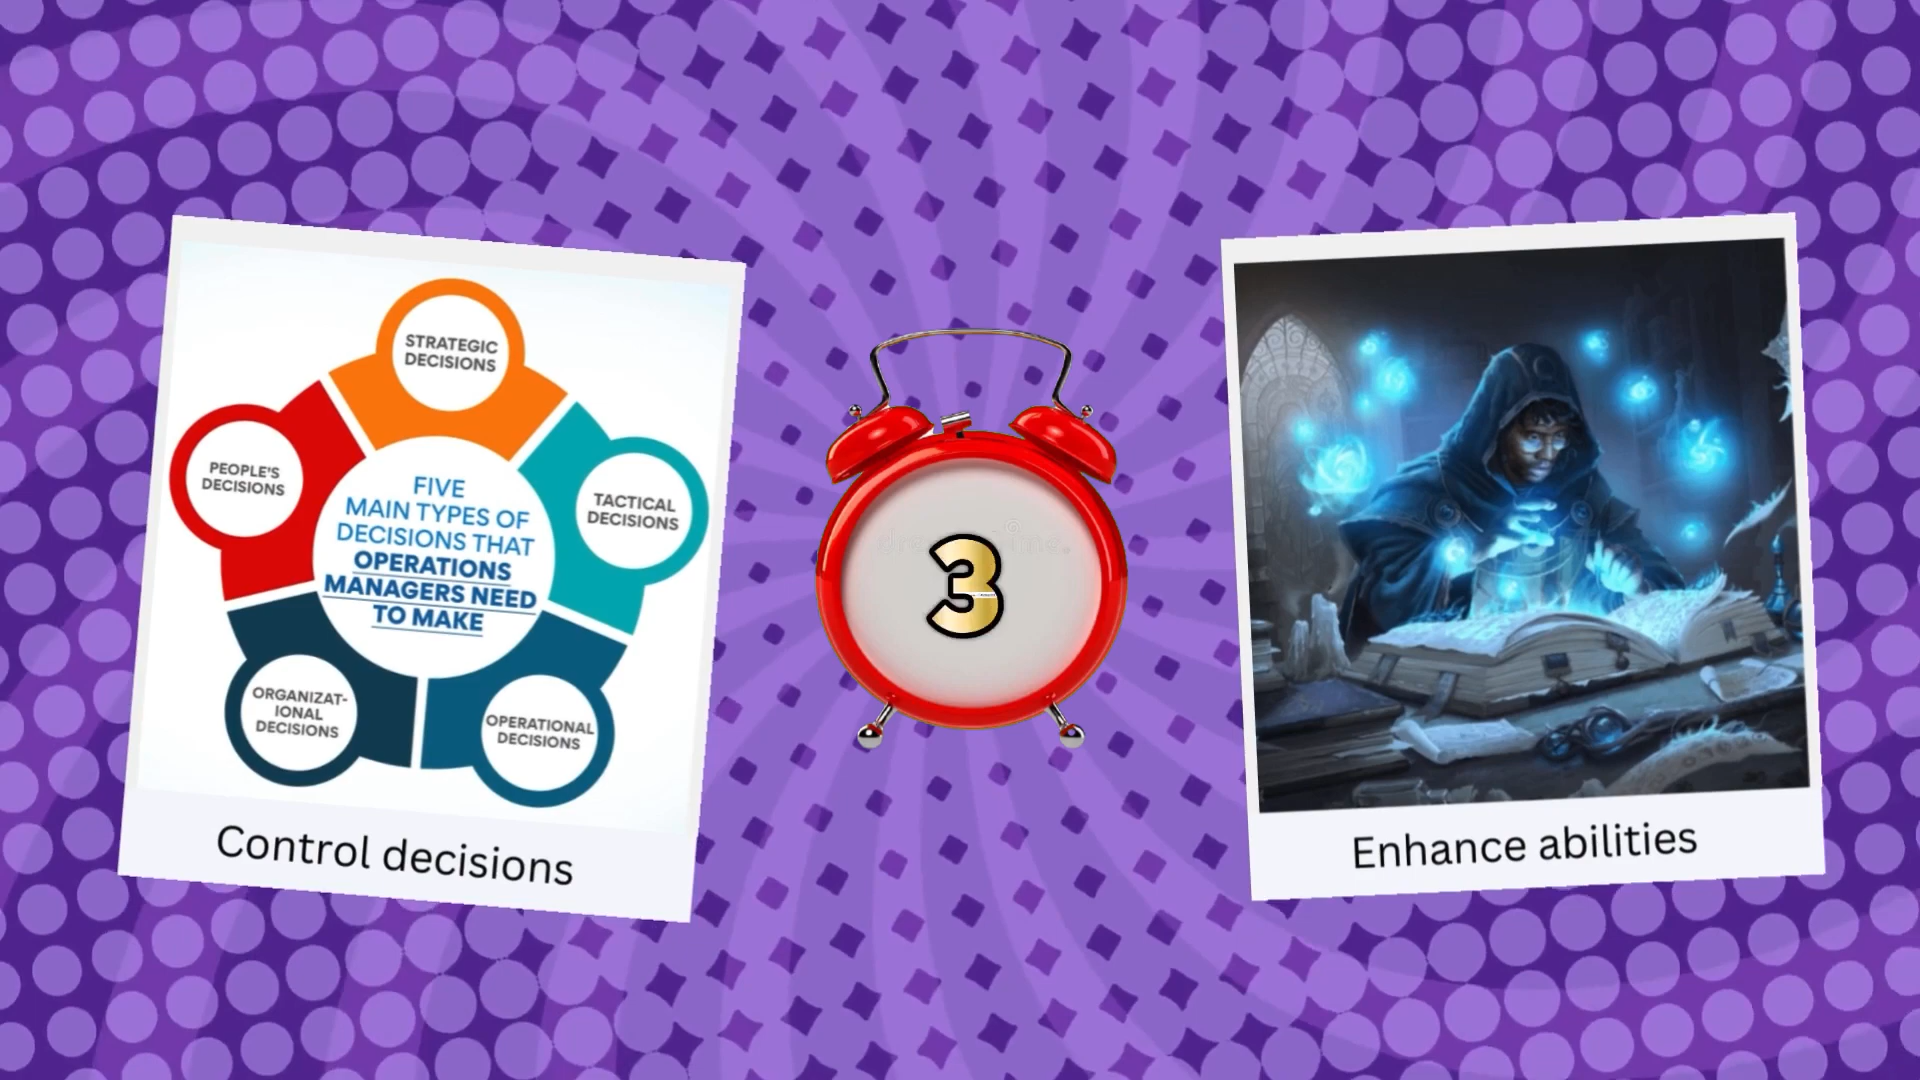 STRATEGIC
DECISIONS
PEOPLE'S
DECISIONS
TACTICAL
DECISIONS
FIVE
MAIN TYPES OF
DECISIONS THAT
OPERATIONS
MANAGERS NEED
TO MAKE
ORGANIZAT-
IONAL
DECISIONS
OPERATIONAL
DECISIONS
Control decisions
3
Enhance abilities